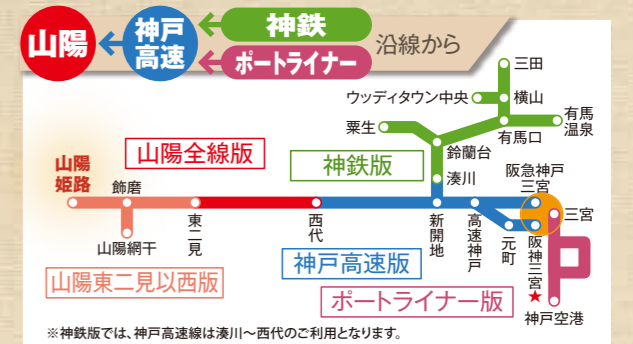 山陽
神戸
高速
神鉄
ポートライナー
沿線から
三田
ウッディタウン中央
横山
粟生
有馬
温泉
有馬口
鈴蘭台
山陽
姫路
山陽全線版
神鉄版
湊川
阪急神戸
三宮
飾磨
三宮
東二見
西代
新開地
高速神戸
元町
阪神三宮
★
山陽網干
神戸高速版
山陽東二見以西版
ポートライナー版
神戸空港
※神鉄版では、神戸高速線は湊川〜西代のご利用となります。